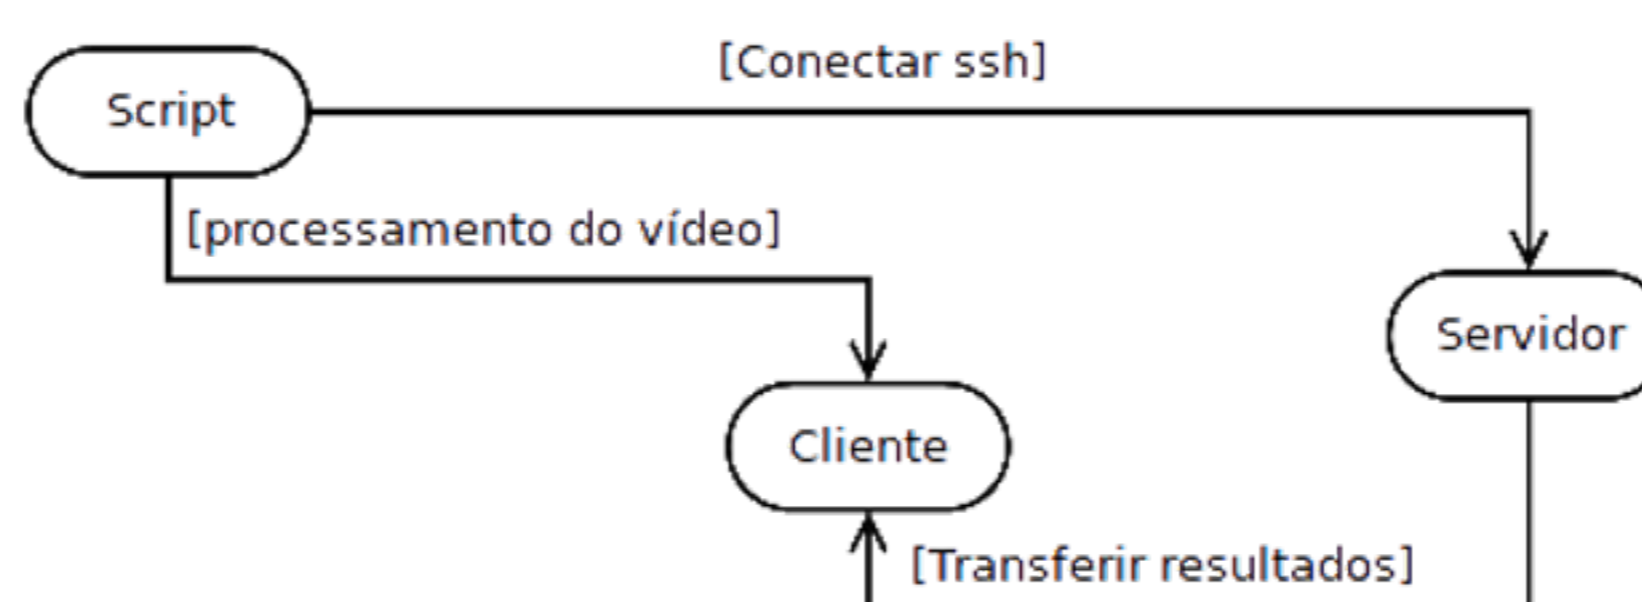 [Conectar ssh]
Script
[processamento do vídeo]
Servidor
Cliente
[Transferir resultados]